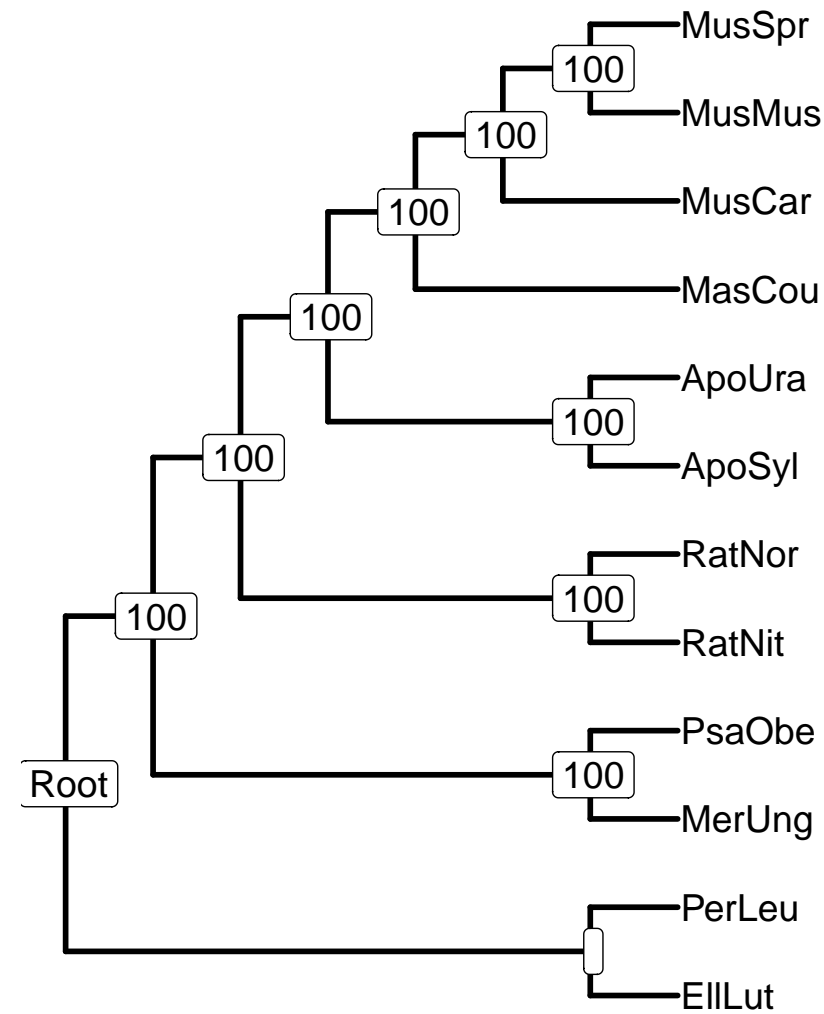 MusSpr
100
MusMus
100
MusCar
100
MasCou
100
ApoUra
100
ApoSyl
100
RatNor
100
RatNit
100
PsaObe
100
MerUng
Root
PerLeu
EllLut